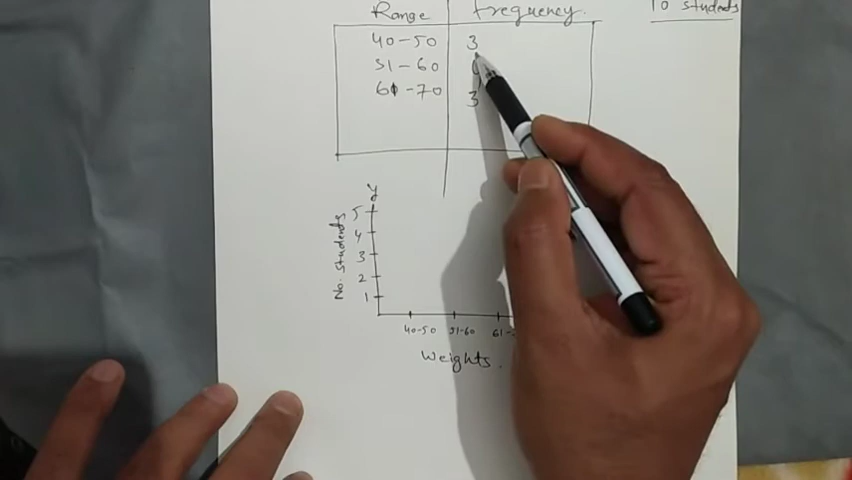 Range frequency. 10 students
40-50 3
51-60
61-70 3
Y
5
4
3
2
1
No. students
40-50 51-60 61-
Weights.